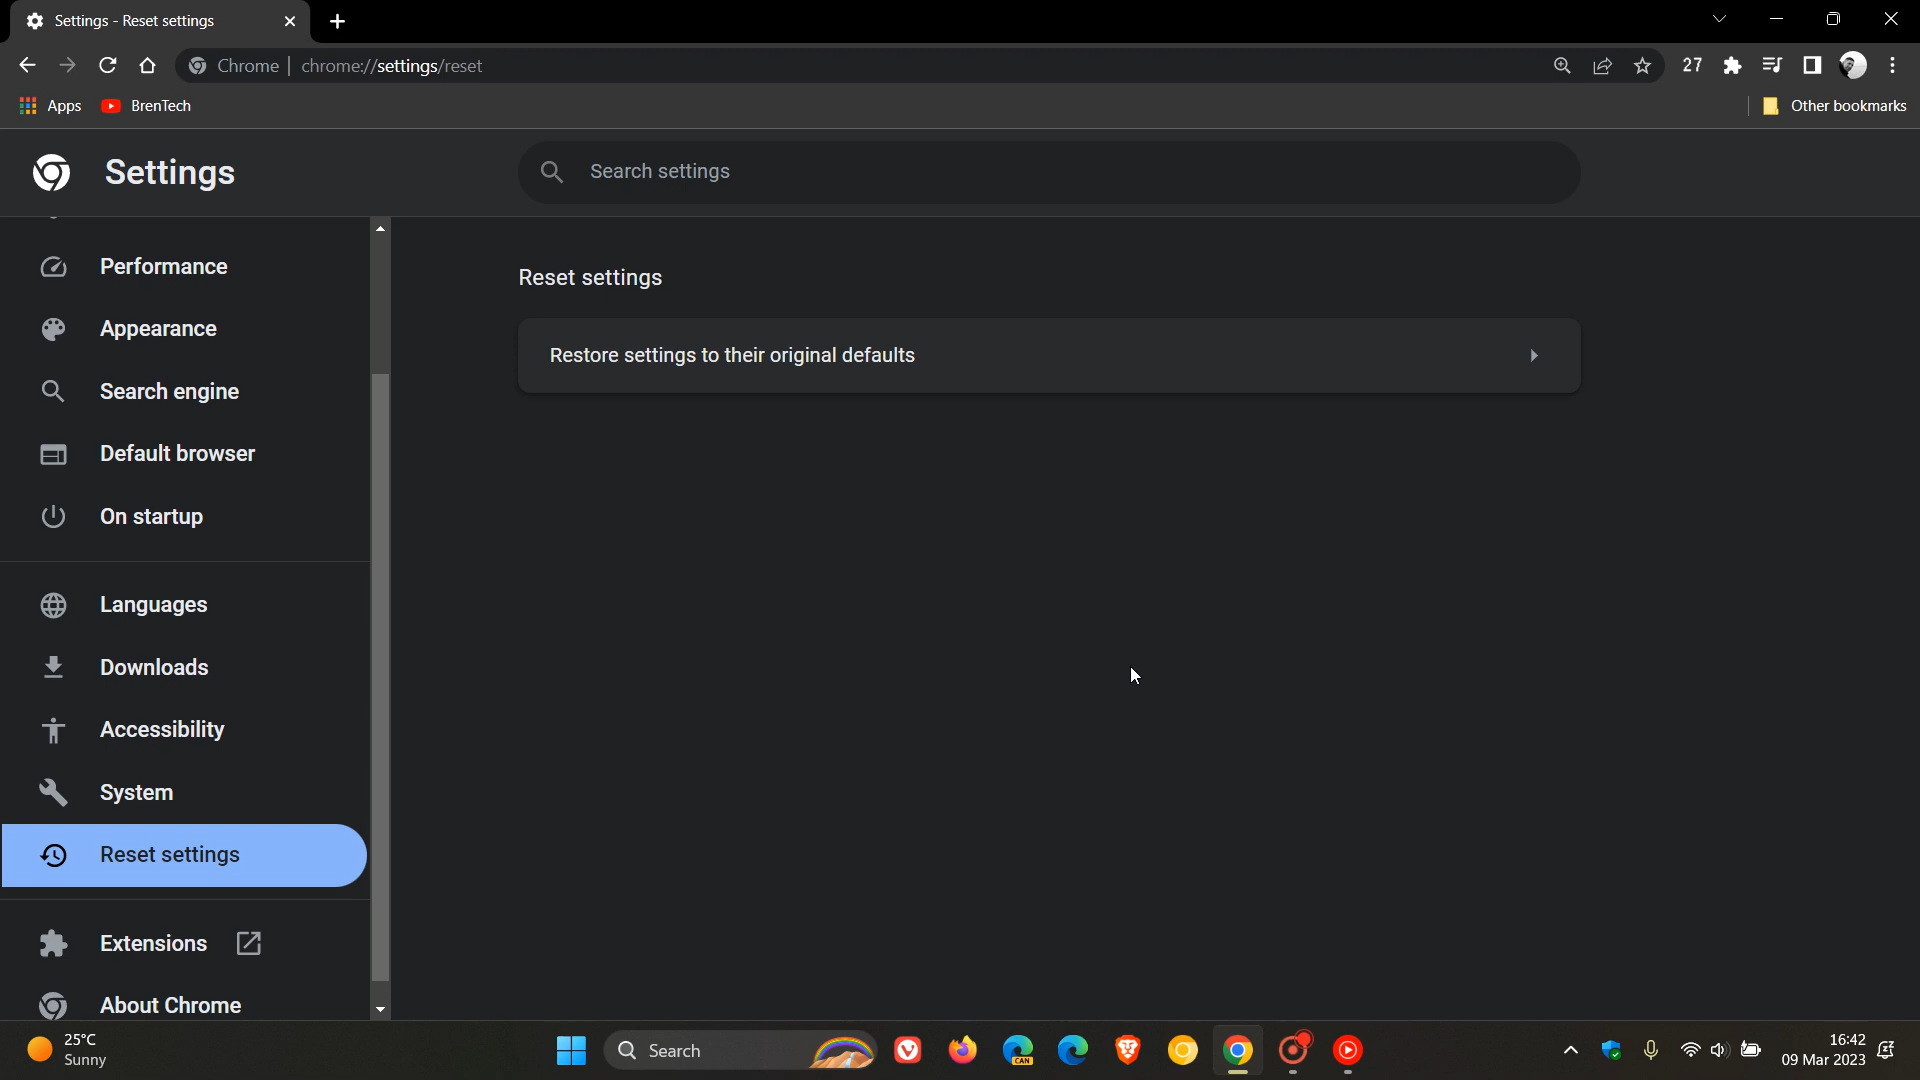 Settings - Reset settings
Chrome | chrome://settings/reset
27
Apps
BrenTech
Other bookmarks
Settings
Search settings
Performance
Appearance
Search engine
Default browser
On startup
Languages
Downloads
Accessibility
System
Reset settings
Extensions
About Chrome
Reset settings
Restore settings to their original defaults
25°C
Sunny
Search
CAN
16:42
09 Mar 2023